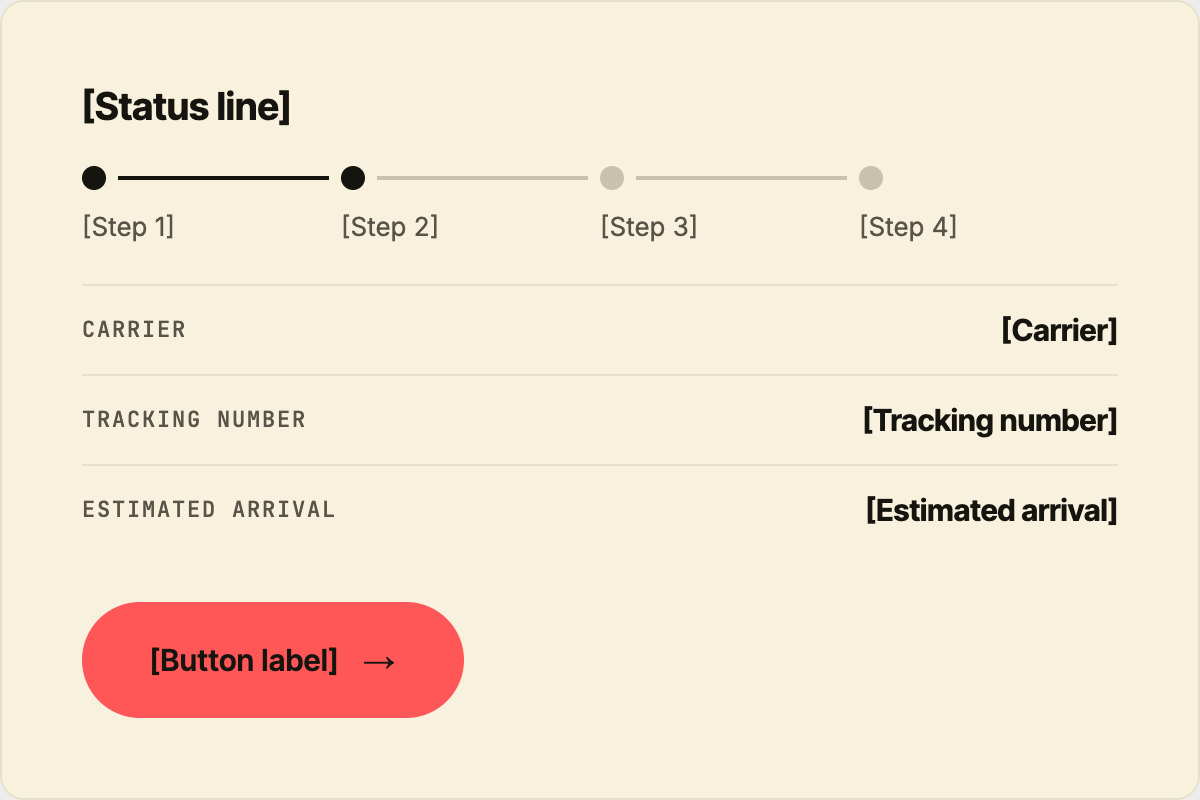 [Status line]
[Step 1] [Step 2] [Step 3] [Step 4]
CARRIER [Carrier]
TRACKING NUMBER [Tracking number]
ESTIMATED ARRIVAL [Estimated arrival]
[Button label] →